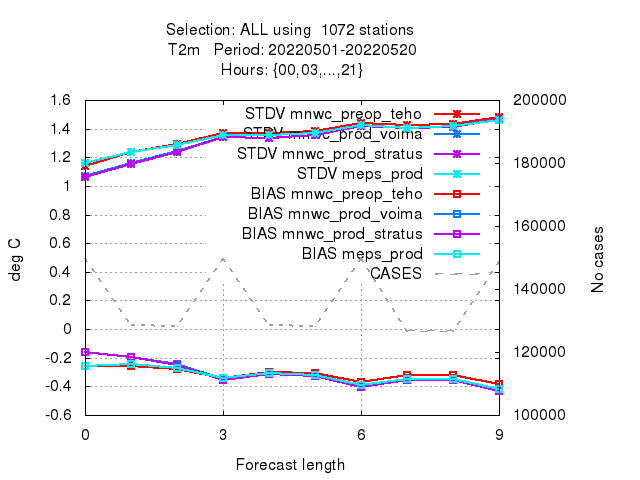 Selection: ALL using  1072 stations
T2m   Period: 20220501-20220520
Hours: {00,03,...,21}
1.6 200000
STDV mnwc_preop_teho
1.4
STDV mnwc_prod_voima
1.2 STDV mnwc_prod_stratus 180000
STDV meps_prod
1 BIAS mnwc_preop_teho
0.8 BIAS mnwc_prod_voima 160000
BIAS mnwc_prod_stratus
0.6 BIAS meps_prod
0.4 CASES
140000
0.2
0
120000
-0.2
-0.4
-0.6 100000
deg C
No cases
0 3 6 9
Forecast length